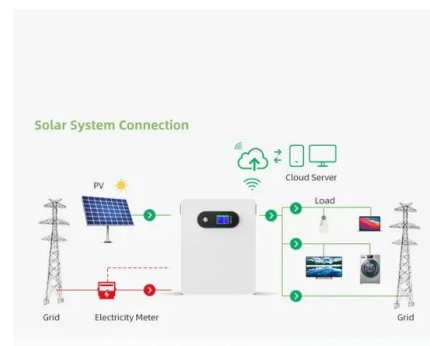 Solar System Connection
Cloud Server
PV
Load
Grid
Electricity Meter
Grid